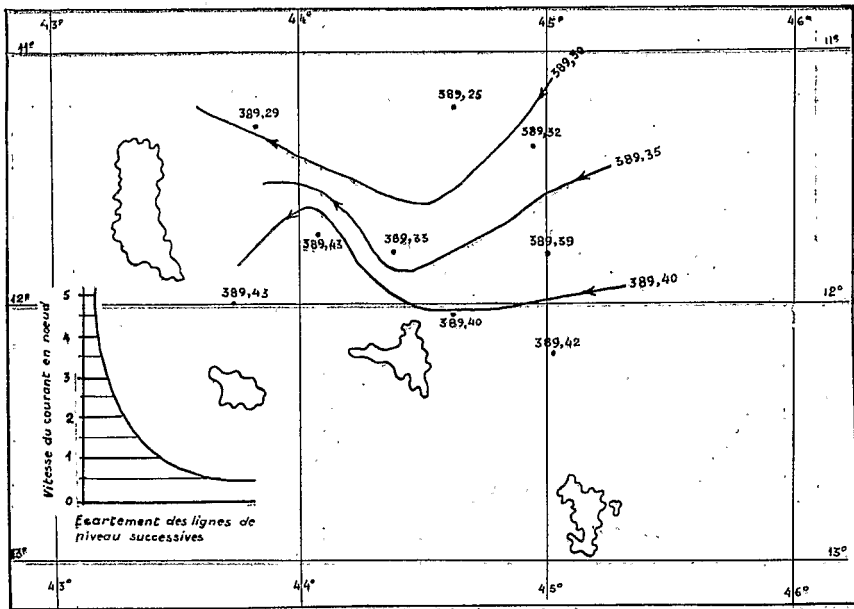 43° 44° 45° 46°
11° 11°
389,30
389,25
389,29
389,32
389,35
389,43 389,33 389,39
389,40
12° 389,43 12°
389,40
389,42
Vitesse du courant en nœud
5
4
3
2
1
0
Ecartement des lignes de
niveau successives
13° 13°
43° 44° 45° 46°